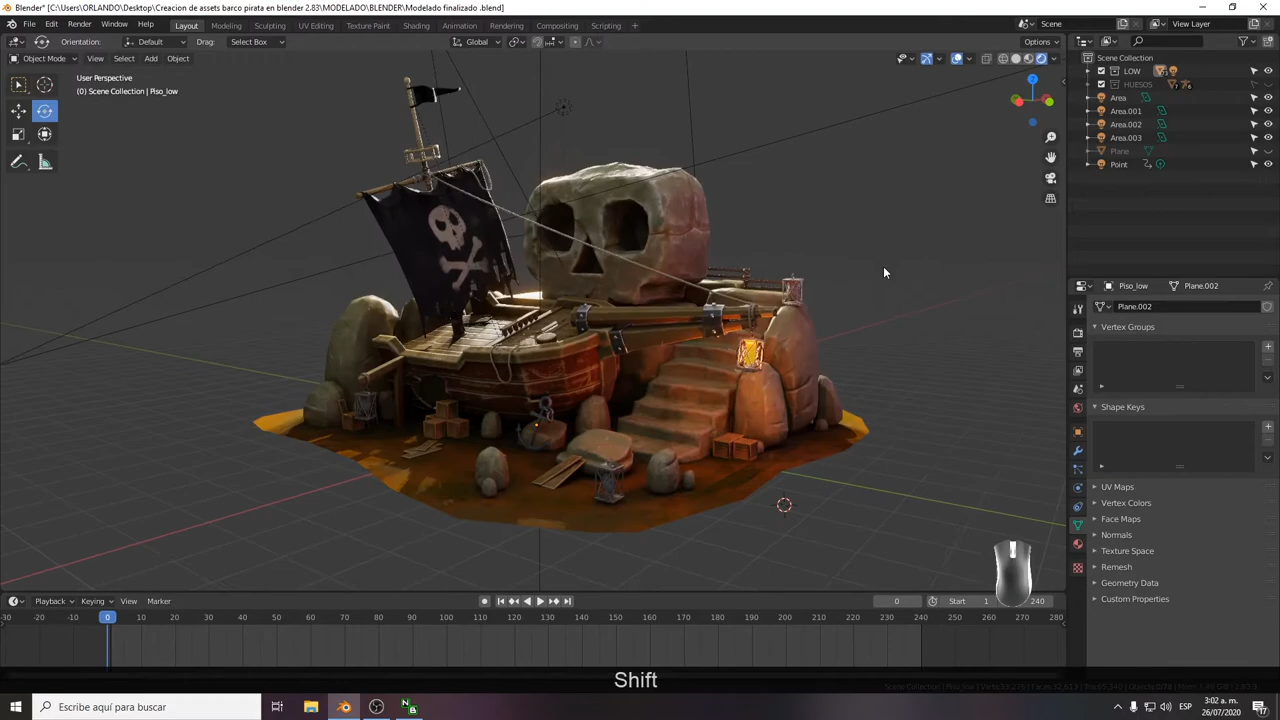 Blender* [C:\Users\ORLANDO\Desktop\Creacion de assets barco pirata en blender 2.83\MODELADO\BLENDER\Modelado finalizado .blend]
File Edit Render Window Help Layout Modeling Sculpting UV Editing Texture Paint Shading Animation Rendering Compositing Scripting + Scene View Layer
Orientation: Default Drag: Select Box Global Options
Object Mode View Select Add Object
User Perspective
(0) Scene Collection | Piso_low
Z
Scene Collection
LOW
HUESOS
Area
Area.001
Area.002
Area.003
Plane
Point
Piso_low Plane.002
Plane.002
Vertex Groups
Shape Keys
UV Maps
Vertex Colors
Face Maps
Normals
Texture Space
Remesh
Geometry Data
Custom Properties
Playback Keying View Marker 0 Start 1 240
-30 -20 -10 0 10 20 30 40 50 60 70 80 90 100 110 120 130 140 150 160 170 180 190 200 210 220 230 240 250 260 270 280
Shift
Escribe aquí para buscar
ESP
3:02 a. m.
26/07/2020
17